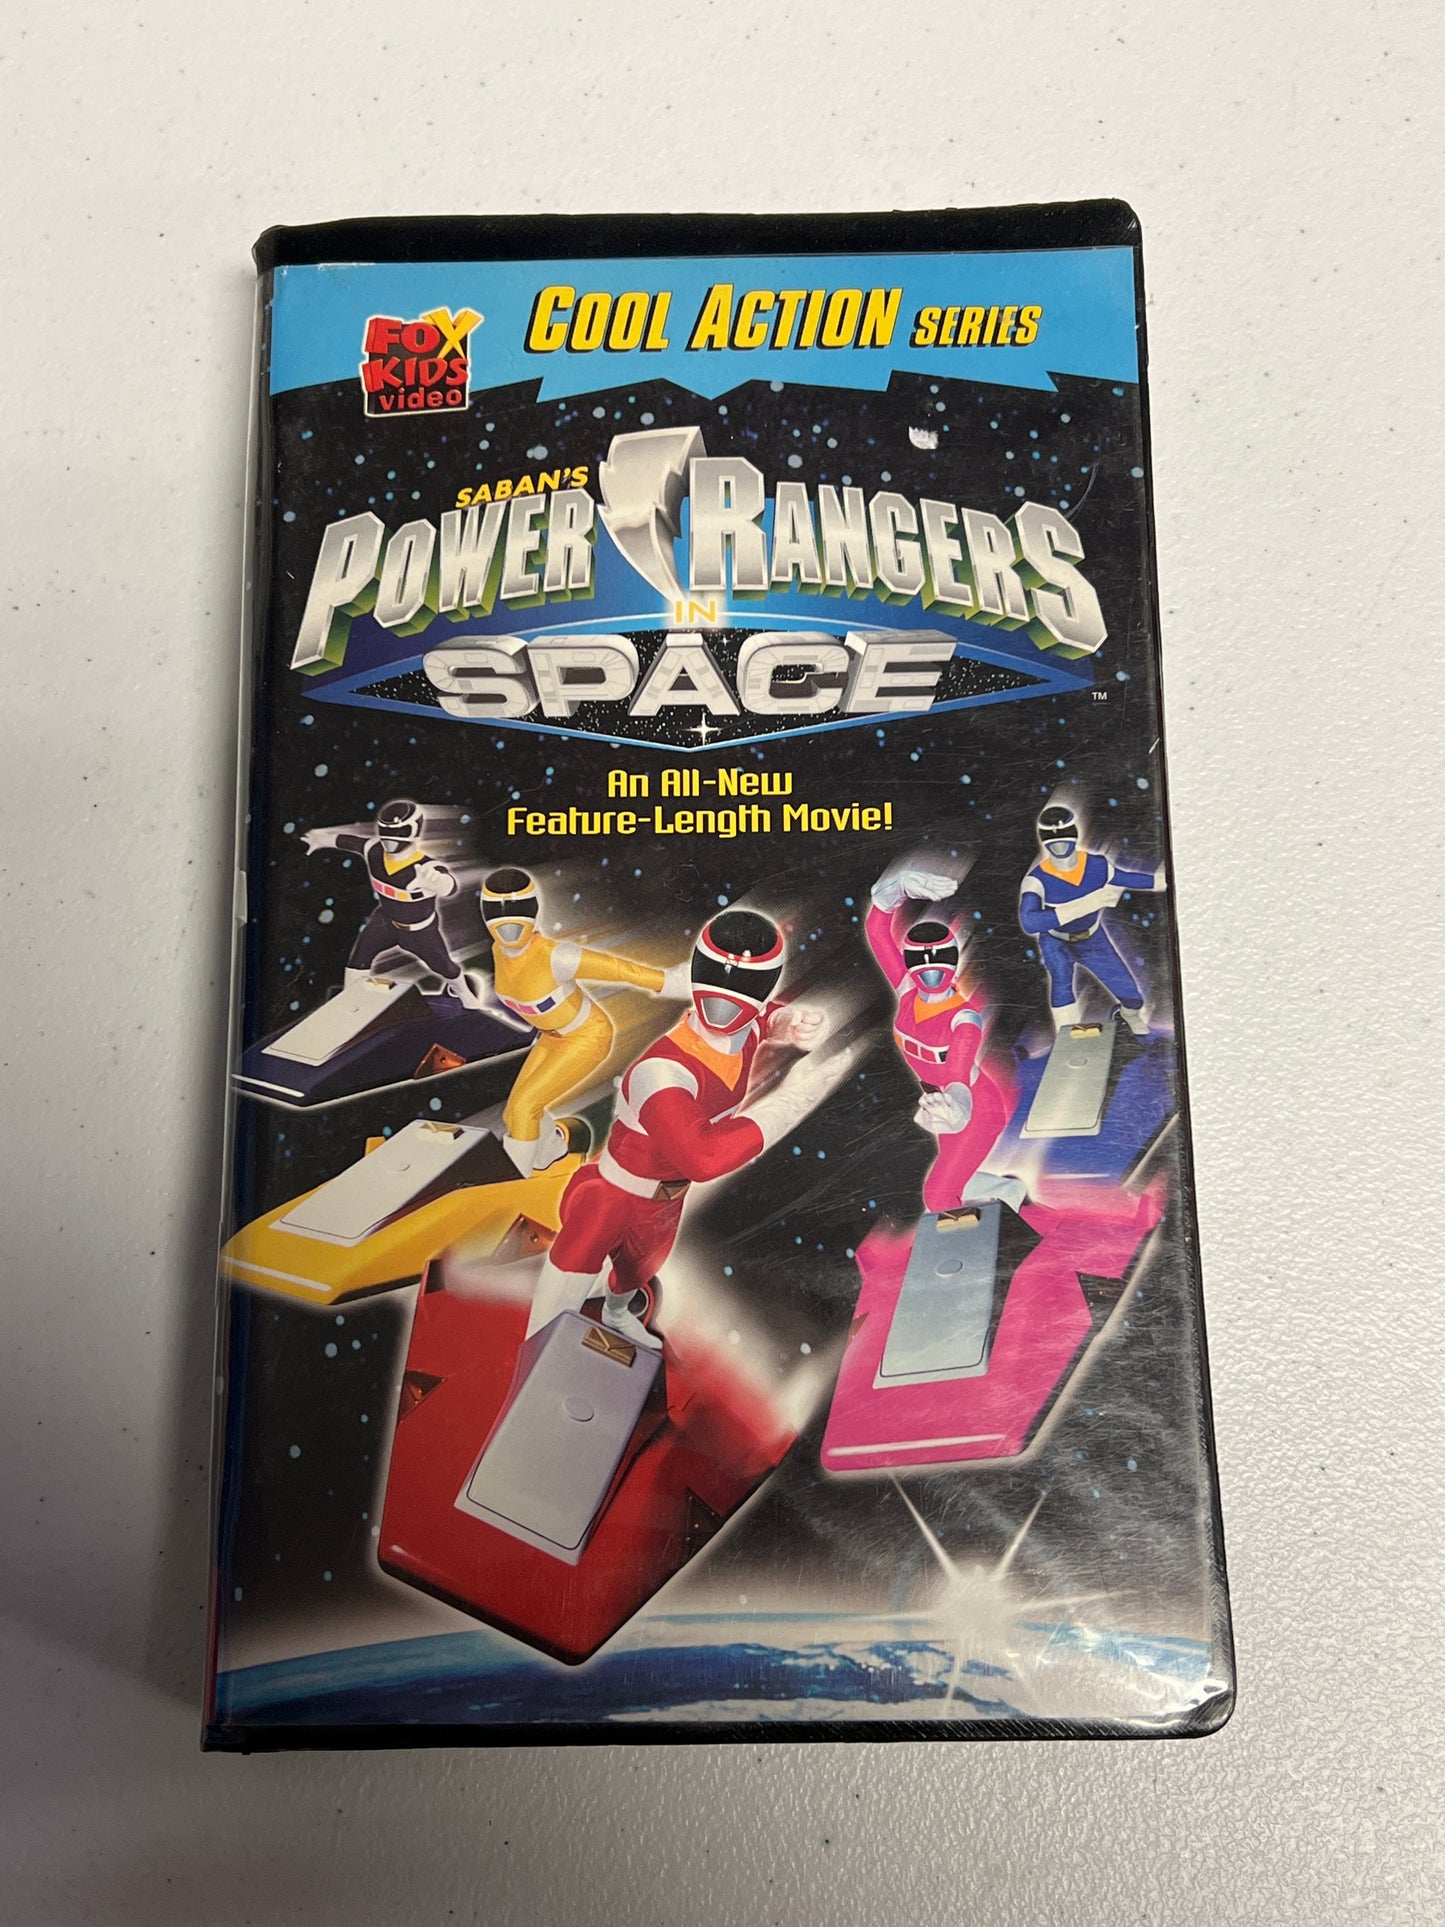 COOL ACTION SERIES
FOX
KIDS
video
SABAN'S
POWER RANGERS
IN
SPACE
TM
An All-New
Feature-Length Movie!